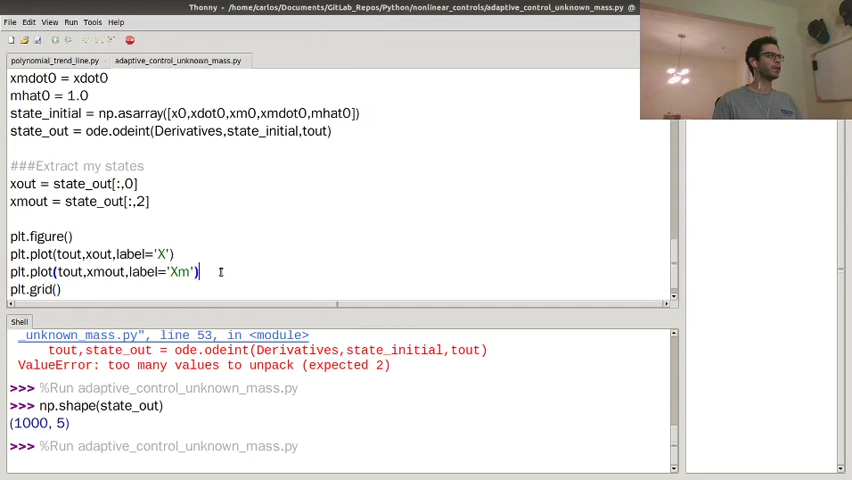 Thonny - /home/carlos/Documents/GitLab_Repos/Python/nonlinear_controls/adaptive_control_unknown_mass.py @
File Edit View Run Tools Help
polynomial_trend_line.py adaptive_control_unknown_mass.py
xmdot0 = xdot0
mhat0 = 1.0
state_initial = np.asarray([x0,xdot0,xm0,xmdot0,mhat0])
state_out = ode.odeint(Derivatives,state_initial,tout)
###Extract my states
xout = state_out[:,0]
xmout = state_out[:,2]
plt.figure()
plt.plot(tout,xout,label='X')
plt.plot(tout,xmout,label='Xm')
plt.grid()
Shell
_unknown_mass.py", line 53, in <module>
tout,state_out = ode.odeint(Derivatives,state_initial,tout)
ValueError: too many values to unpack (expected 2)
>>> %Run adaptive_control_unknown_mass.py
>>> np.shape(state_out)
(1000, 5)
>>> %Run adaptive_control_unknown_mass.py